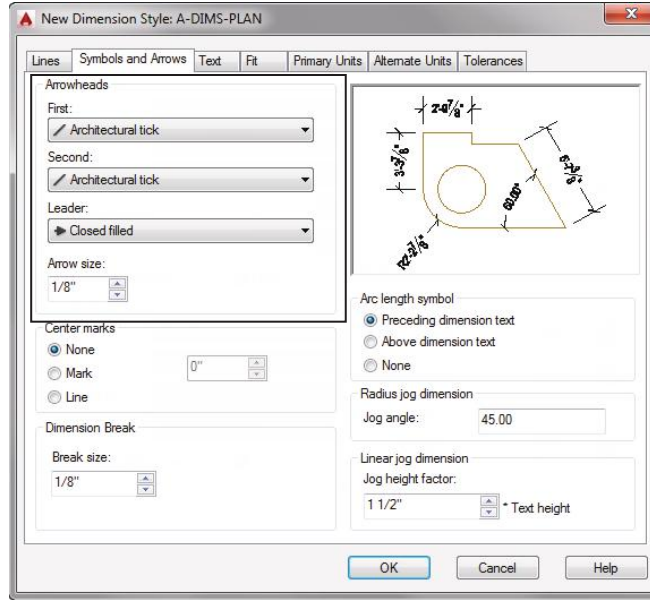 New Dimension Style: A-DIMS-PLAN
Lines Symbols and Arrows Text Fit Primary Units Alternate Units Tolerances
Arrowheads
First:
Architectural tick
Second:
Architectural tick
Leader:
Closed filled
Arrow size:
1/8"
Center marks
None
Mark
0"
Line
Dimension Break
Break size:
1/8"
60.00°
Arc length symbol
Preceding dimension text
Above dimension text
None
Radius jog dimension
Jog angle:
45.00
Linear jog dimension
Jog height factor:
1 1/2"
* Text height
OK Cancel Help